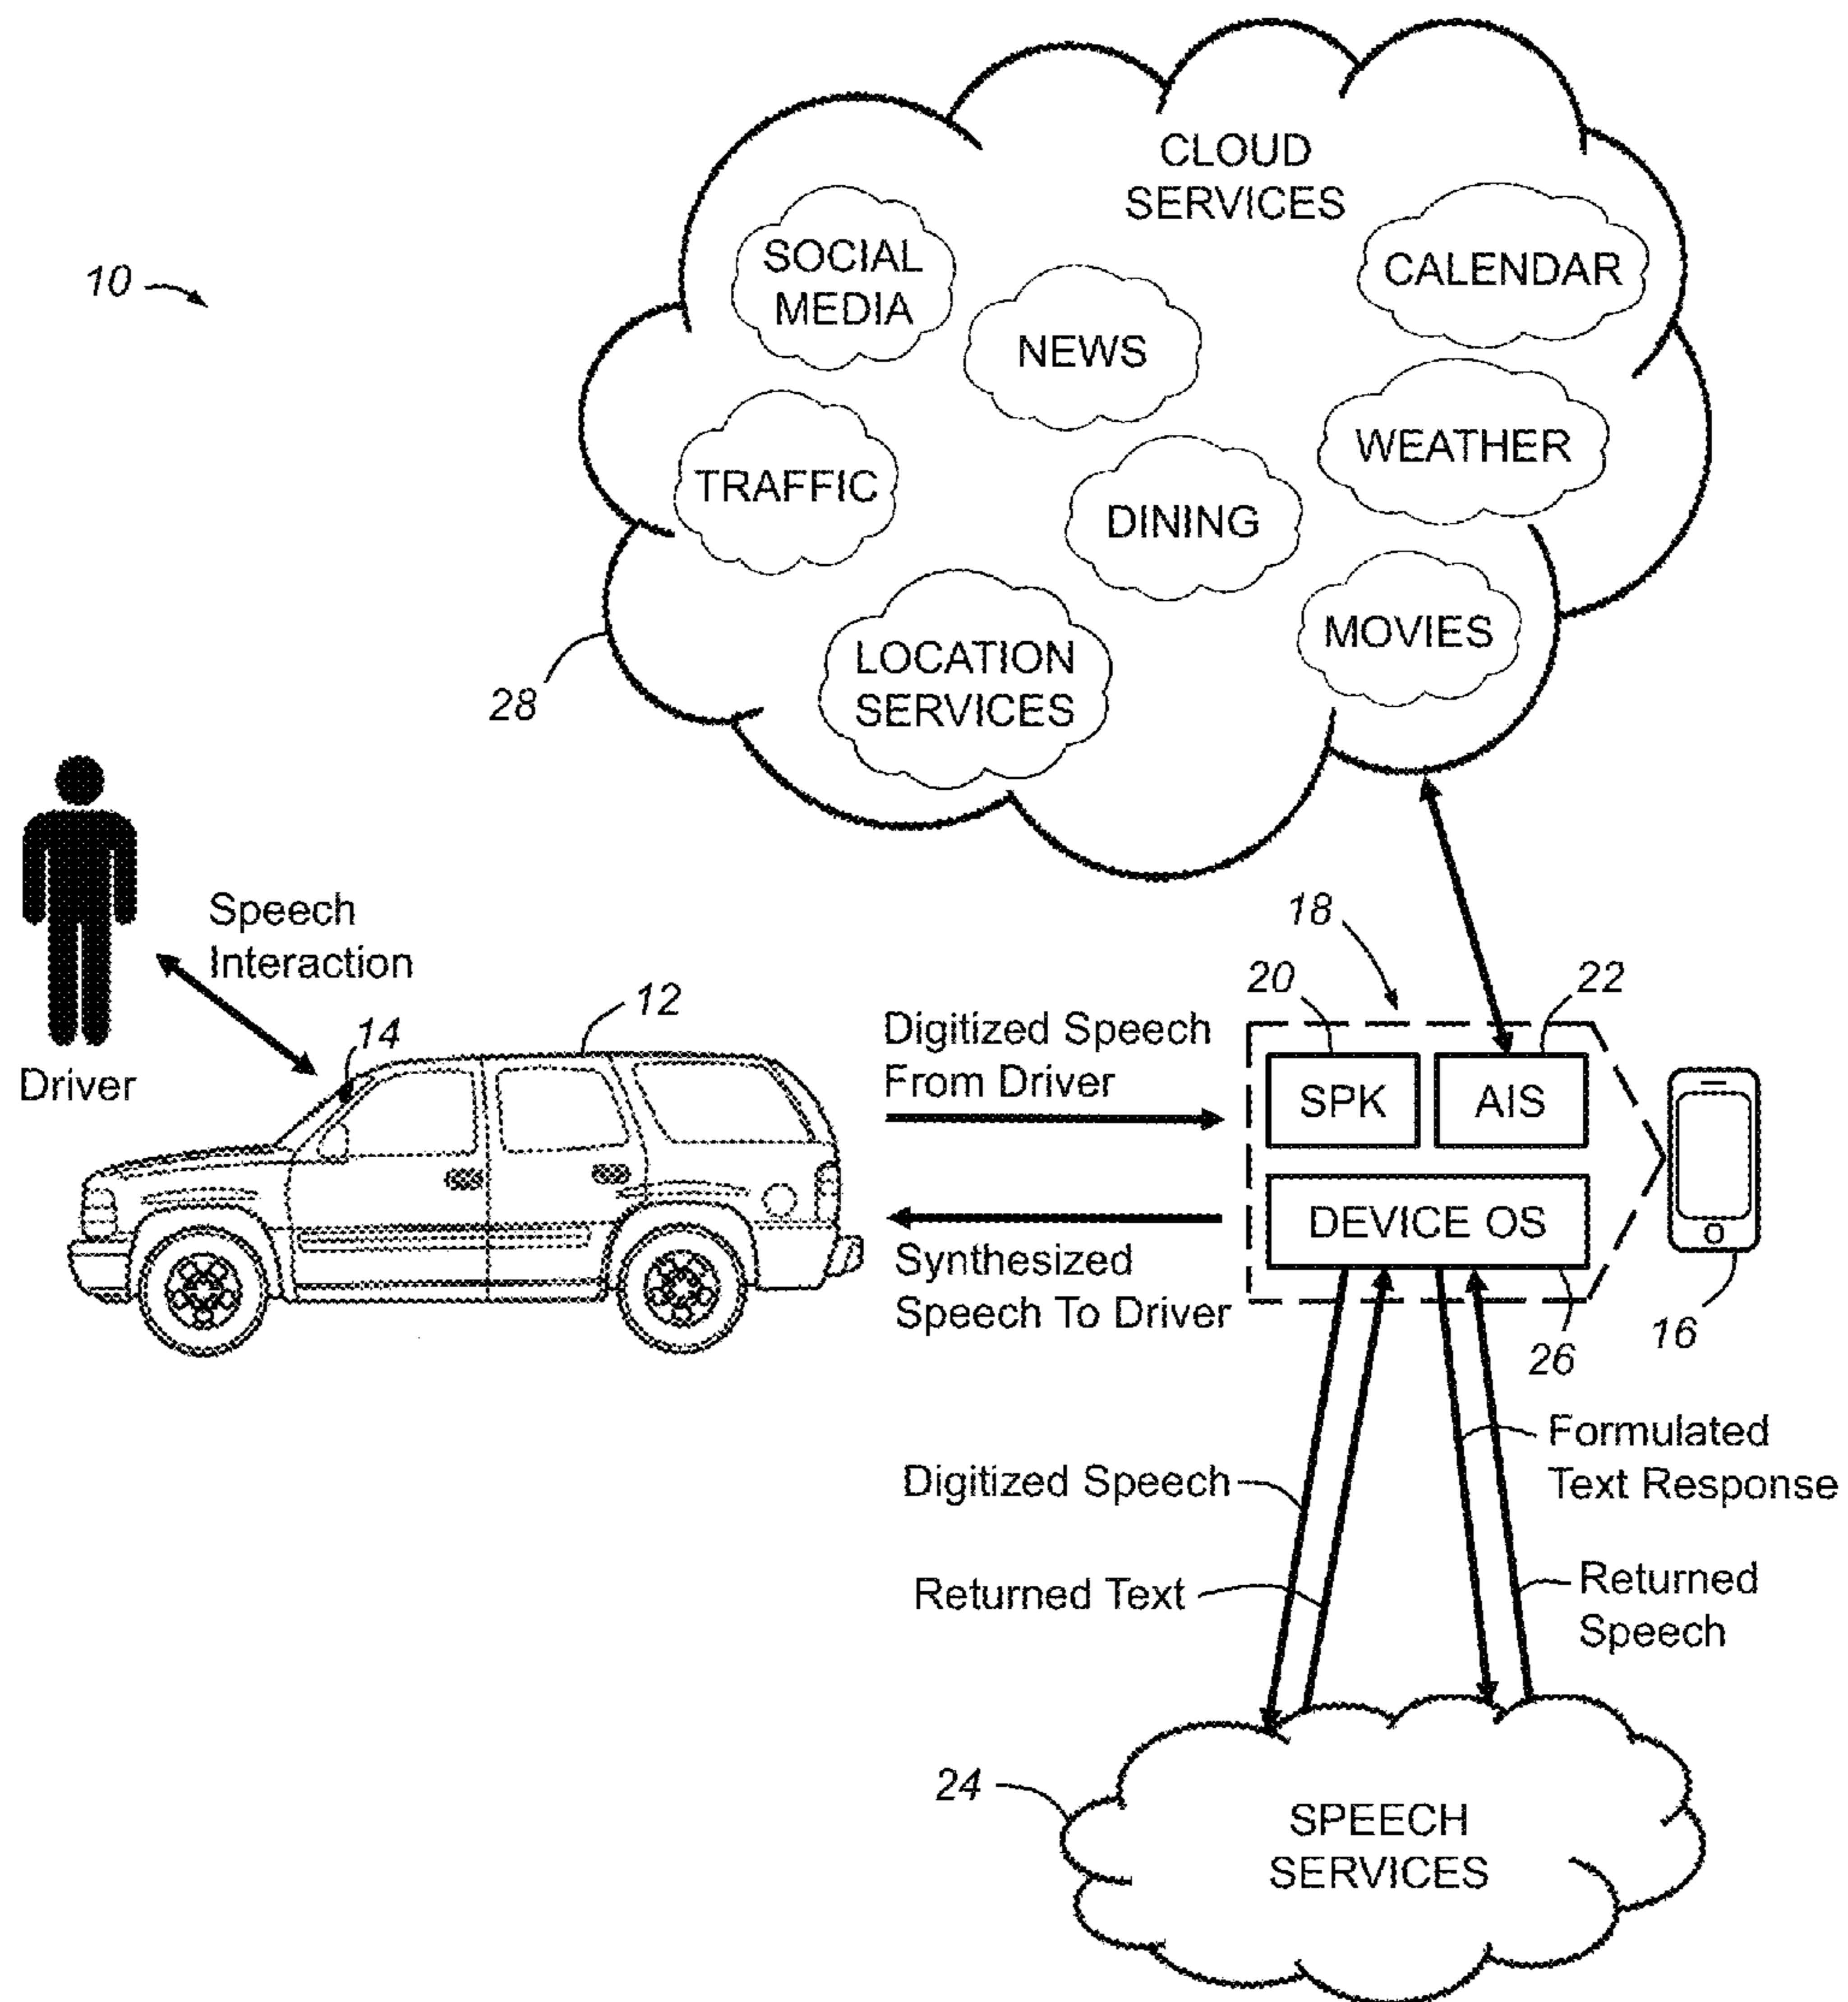 CLOUD
SERVICES
SOCIAL
MEDIA
CALENDAR
NEWS
10
TRAFFIC
WEATHER
DINING
LOCATION
SERVICES
MOVIES
28
Speech
Interaction
Driver
14
12
18
20
22
Digitized Speech
From Driver
SPK
AIS
DEVICE OS
Synthesized
Speech To Driver
26
16
Digitized Speech
Formulated
Text Response
Returned Text
Returned
Speech
24
SPEECH
SERVICES